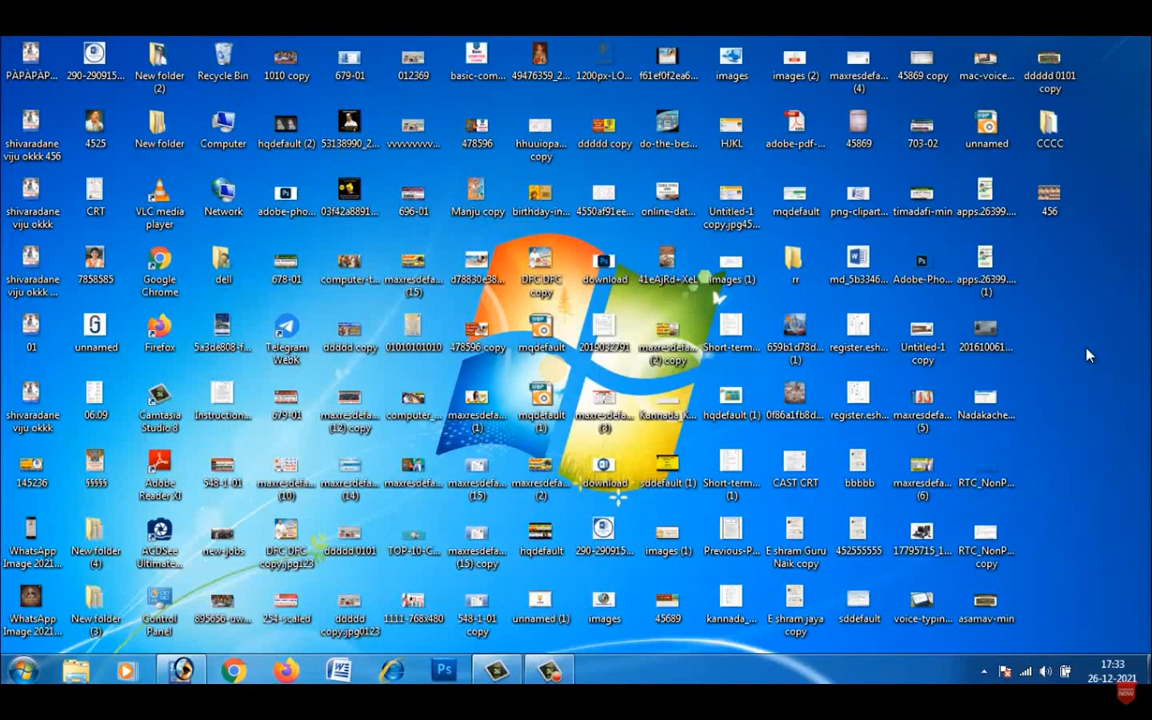 PÀPÀPÀP...
290-290915...
New folder
(2)
Recycle Bin
1010 copy
679-01
012369
basic-com...
49476359_2...
1200px-LO...
f61ef0f2ea6...
images
images (2)
maxresdefa...
(4)
45869 copy
mac-voice...
ddddd 0101
copy
shivaradane
viju okkk 456
4525
New folder
Computer
hqdefault (2)
53138990_2...
vvvvvvvv...
478596
hhuuiopa...
copy
ddddd copy
do-the-bes...
HJKL
adobe-pdf-...
45869
703-02
unnamed
CCCC
shivaradane
viju okkk
CRT
VLC media
player
Network
adobe-pho...
03f42a8891...
696-01
Manju copy
birthday-in...
4550af91ee...
online-dat...
Untitled-1
copy.jpg45...
mqdefault
png-clipart...
timadafi-min
apps.26399...
456
shivaradane
viju okkk ...
7858585
Google
Chrome
dell
678-01
computer-t...
maxresdefa...
(15)
d78830e38...
DFC DFC
copy
download
41eAjRd+XeL
images (1)
rr
md_5b3346...
Adobe-Pho...
apps.26399...
(1)
01
unnamed
Firefox
5a3de808-f...
Telegram
WebK
ddddd copy
01010101010
478596 copy
mqdefault
2019032791
maxresdefa...
(2) copy
Short-term...
659b1d78d...
(1)
register.esh...
Untitled-1
copy
201610061...
shivaradane
viju okkk
06.09
Camtasia
Studio 8
Instruction...
679-01
maxresdefa...
(12) copy
computer_...
maxresdefa...
(1)
mqdefault
(1)
maxresdefa...
(3)
Kannada_K...
hqdefault (1)
0f86a1fb8d...
register.esh...
maxresdefa...
(5)
Nadakache...
145236
§§§§§
Adobe
Reader XI
548-1-01
maxresdefa...
(10)
maxresdefa...
(14)
maxresdefa...
maxresdefa...
(15)
maxresdefa...
(2)
download
sddefault (1)
Short-term...
(1)
CAST CRT
bbbbb
maxresdefa...
(6)
RTC_NonP...
WhatsApp
Image 2021...
New folder
(4)
ACDSee
Ultimate...
new-jobs
DFC DFC
copy.jpg123
ddddd 0101
TOP-10-C...
maxresdefa...
(15) copy
hqdefault
290-290915...
images (1)
Previous-P...
E shram Guru
Naik copy
452555555
17795715_1...
RTC_NonP...
copy
WhatsApp
Image 2021...
New folder
(3)
Control
Panel
895656-uw...
254-scaled
ddddd
copy.jpg0123
1111-768x480
548-1-01
copy
unnamed (1)
images
45689
kannada_...
E shram jaya
copy
sddefault
voice-typin...
asamav-min
Ps
17:33
26-12-2021